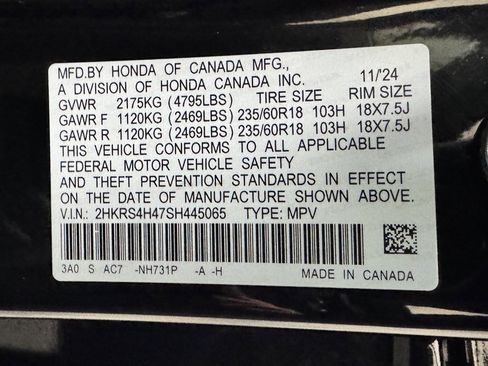 MFD.BY HONDA OF CANADA MFG.,
A DIVISION OF HONDA CANADA INC. 11/'24
GVWR 2175KG (4795LBS) TIRE SIZE RIM SIZE
GAWR F 1120KG (2469LBS) 235/60R18 103H 18X7.5J
GAWR R 1120KG (2469LBS) 235/60R18 103H 18X7.5J
THIS VEHICLE CONFORMS TO ALL APPLICABLE
FEDERAL MOTOR VEHICLE SAFETY
AND THEFT PREVENTION STANDARDS IN EFFECT
ON THE DATE OF MANUFACTURE SHOWN ABOVE.
V.I.N: 2HKRS4H47SH445065 TYPE: MPV
3A0 S AC7 -NH731P -A -H MADE IN CANADA